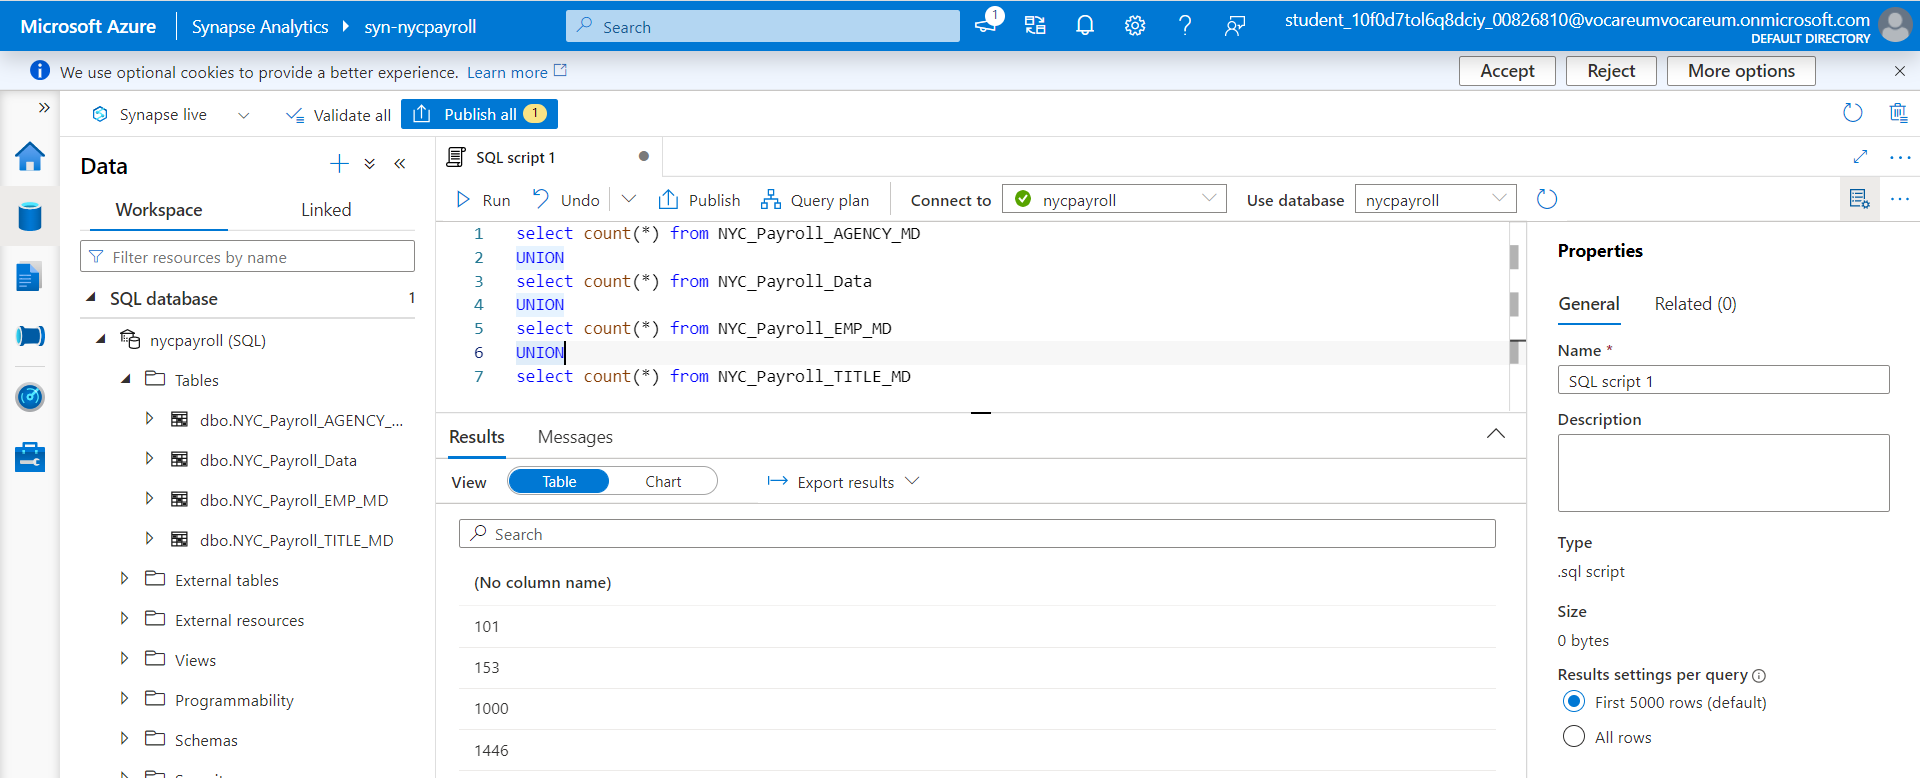 Microsoft Azure
Synapse Analytics
syn-nycpayroll
Search
1
student_10f0d7tol6q8dciy_00826810@vocareumvocareum.onmicrosoft.com
DEFAULT DIRECTORY
We use optional cookies to provide a better experience. Learn more
Accept
Reject
More options
Synapse live
Validate all
Publish all 1
Data
Workspace
Linked
Filter resources by name
SQL database 1
nycpayroll (SQL)
Tables
dbo.NYC_Payroll_AGENCY_...
dbo.NYC_Payroll_Data
dbo.NYC_Payroll_EMP_MD
dbo.NYC_Payroll_TITLE_MD
External tables
External resources
Views
Programmability
Schemas
SQL script 1
Run
Undo
Publish
Query plan
Connect to
nycpayroll
Use database
nycpayroll
1 select count(*) from NYC_Payroll_AGENCY_MD
2 UNION
3 select count(*) from NYC_Payroll_Data
4 UNION
5 select count(*) from NYC_Payroll_EMP_MD
6 UNION
7 select count(*) from NYC_Payroll_TITLE_MD
Results
Messages
View
Table
Chart
Export results
Search
(No column name)
101
153
1000
1446
Properties
General
Related (0)
Name *
SQL script 1
Description
Type
.sql script
Size
0 bytes
Results settings per query
First 5000 rows (default)
All rows